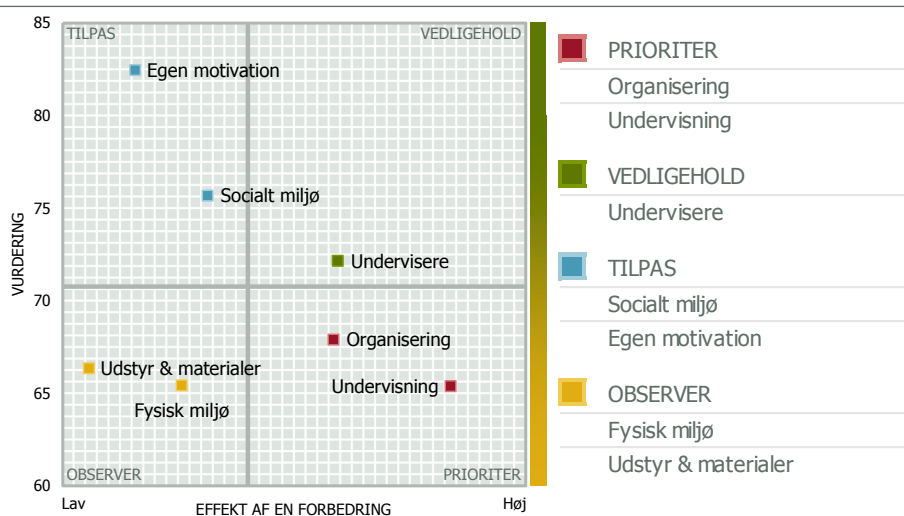 85
TILPAS
VEDLIGEHOLD
Egen motivation
80
Socialt miljø
75
VURDERING
Undervisere
70
Organisering
Udstyr & materialer
Undervisning
65
Fysisk miljø
OBSERVER
PRIORITER
60
Lav
EFFEKT AF EN FORBEDRING
Høj
PRIORITER
Organisering
Undervisning
VEDLIGEHOLD
Undervisere
TILPAS
Socialt miljø
Egen motivation
OBSERVER
Fysisk miljø
Udstyr & materialer